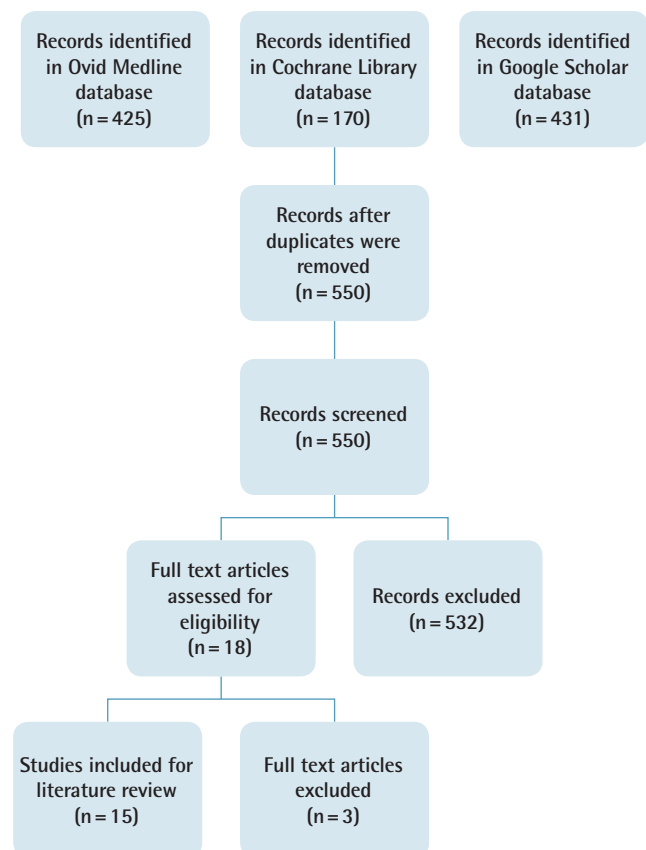 Records identified
in Ovid Medline
database
(n = 425)
Records identified
in Cochrane Library
database
(n = 170)
Records identified
in Google Scholar
database
(n = 431)
Records after
duplicates were
removed
(n = 550)
Records screened
(n = 550)
Full text articles
assessed for
eligibility
(n = 18)
Records excluded
(n = 532)
Studies included for
literature review
(n = 15)
Full text articles
excluded
(n = 3)